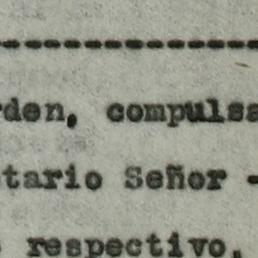 rden, compulsa
tario Señor -
respectivo.